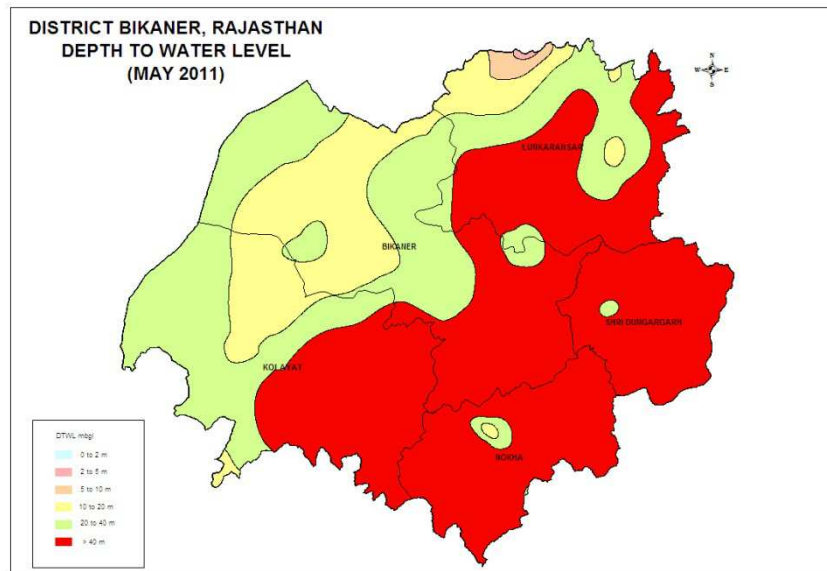 DISTRICT BIKANER, RAJASTHAN
DEPTH TO WATER LEVEL
(MAY 2011)
N
W E
S
LUNKARANSAR
BIKANER
SHRI DUNGARGARH
KOLAYAT
NOKHA
DTWL mbgl
0 to 2 m
2 to 5 m
5 to 10 m
10 to 20 m
20 to 40 m
> 40 m